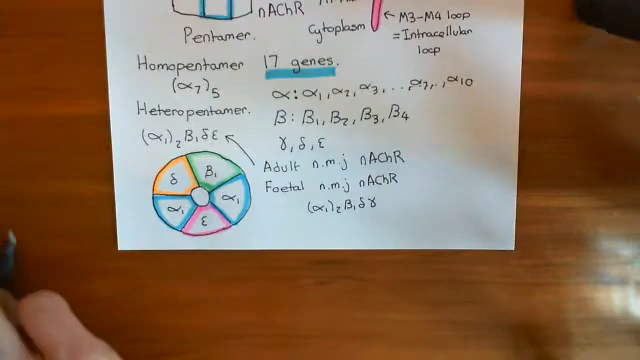 nAChR
Pentamer.
Cytoplasm
M3-M4 loop
= Intracellular
loop
Homopentamer
(α₇)₅
17 genes.
α: α₁, α₂, α₃, ..., α₇, .., α₁₀
Heteropentamer.
β: β₁, β₂, β₃, β₄
(α₁)₂ β₁ δ ε
γ, δ, ε
Adult n.m.j nAChR
Foetal n.m.j nAChR
(α₁)₂ β₁ δ γ
δ
β₁
α₁
α₁
ε